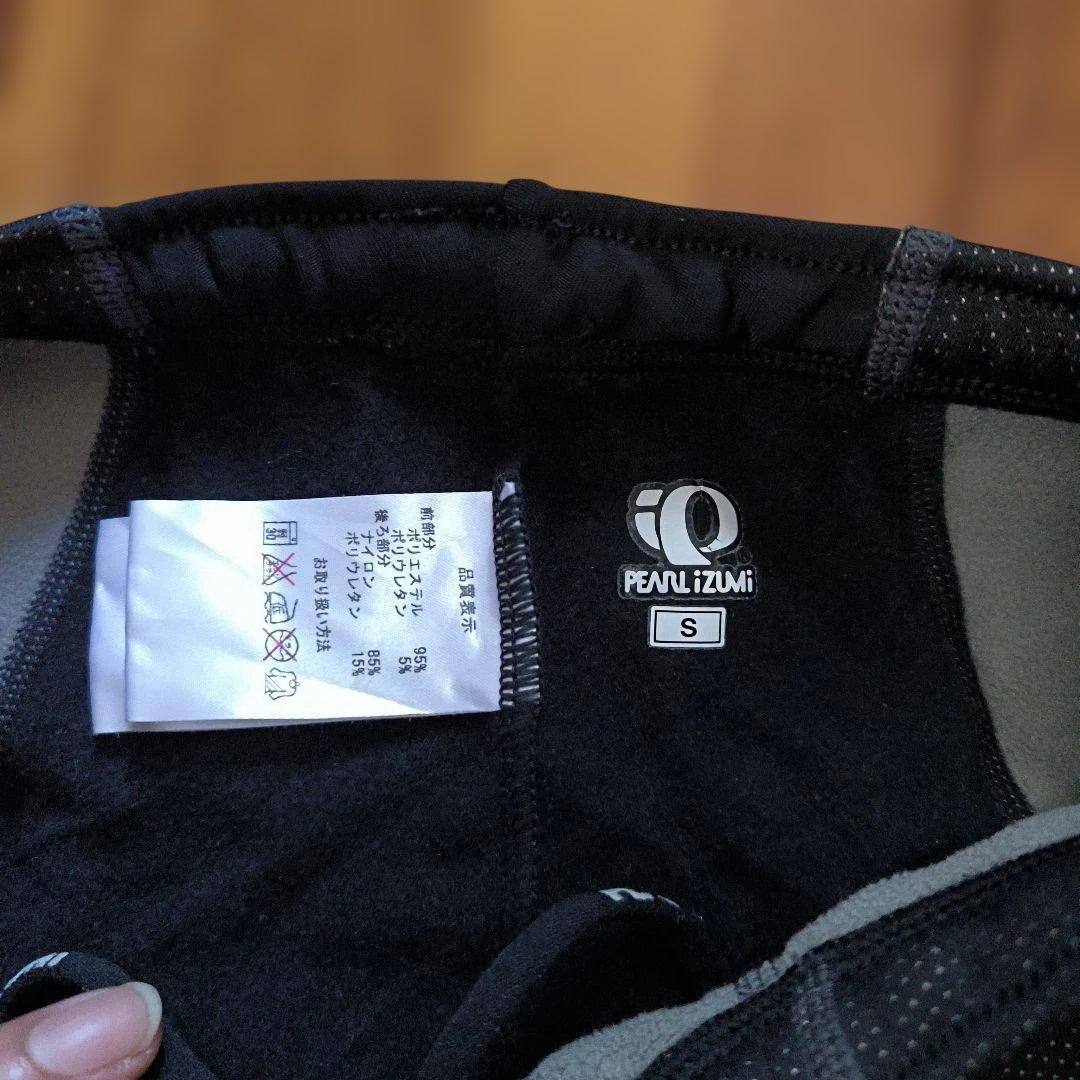 品質表示
前部分
ポリエステル 95%
ポリウレタン 5%
後ろ部分
ナイロン 85%
ポリウレタン 15%
お取り扱い方法
30
PEARL iZUMi
S